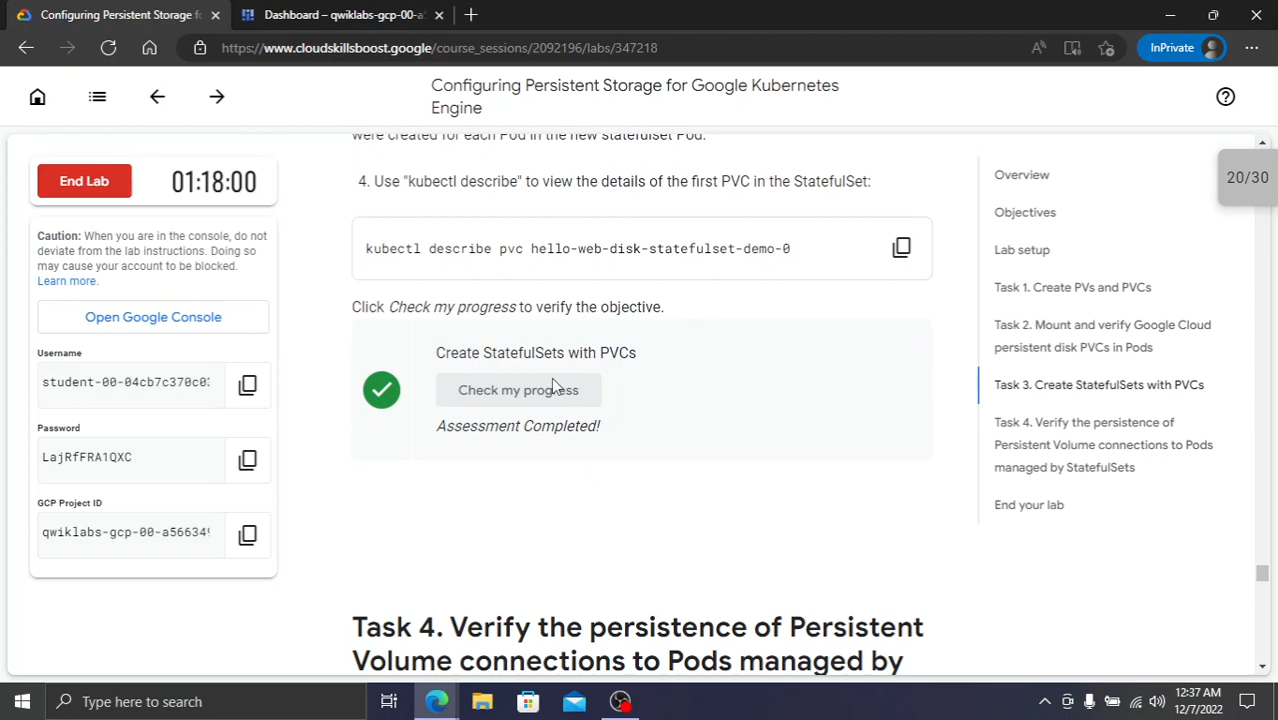 Configuring Persistent Storage fo
Dashboard – qwiklabs-gcp-00-a5
https://www.cloudskillsboost.google/course_sessions/2092196/labs/347218
InPrivate
Configuring Persistent Storage for Google Kubernetes
Engine
End Lab
01:18:00
Caution: When you are in the console, do not
deviate from the lab instructions. Doing so
may cause your account to be blocked.
Learn more.
Open Google Console
Username
student-00-04cb7c370c03
Password
LajRfFRA1QXC
GCP Project ID
qwiklabs-gcp-00-a566349
were created for each Pod in the new statefulset Pod.
4. Use "kubectl describe" to view the details of the first PVC in the StatefulSet:
kubectl describe pvc hello-web-disk-statefulset-demo-0
Click Check my progress to verify the objective.
Create StatefulSets with PVCs
Check my progress
Assessment Completed!
Task 4. Verify the persistence of Persistent
Volume connections to Pods managed by
20/30
Overview
Objectives
Lab setup
Task 1. Create PVs and PVCs
Task 2. Mount and verify Google Cloud
persistent disk PVCs in Pods
Task 3. Create StatefulSets with PVCs
Task 4. Verify the persistence of
Persistent Volume connections to Pods
managed by StatefulSets
End your lab
Type here to search
12:37 AM
12/7/2022